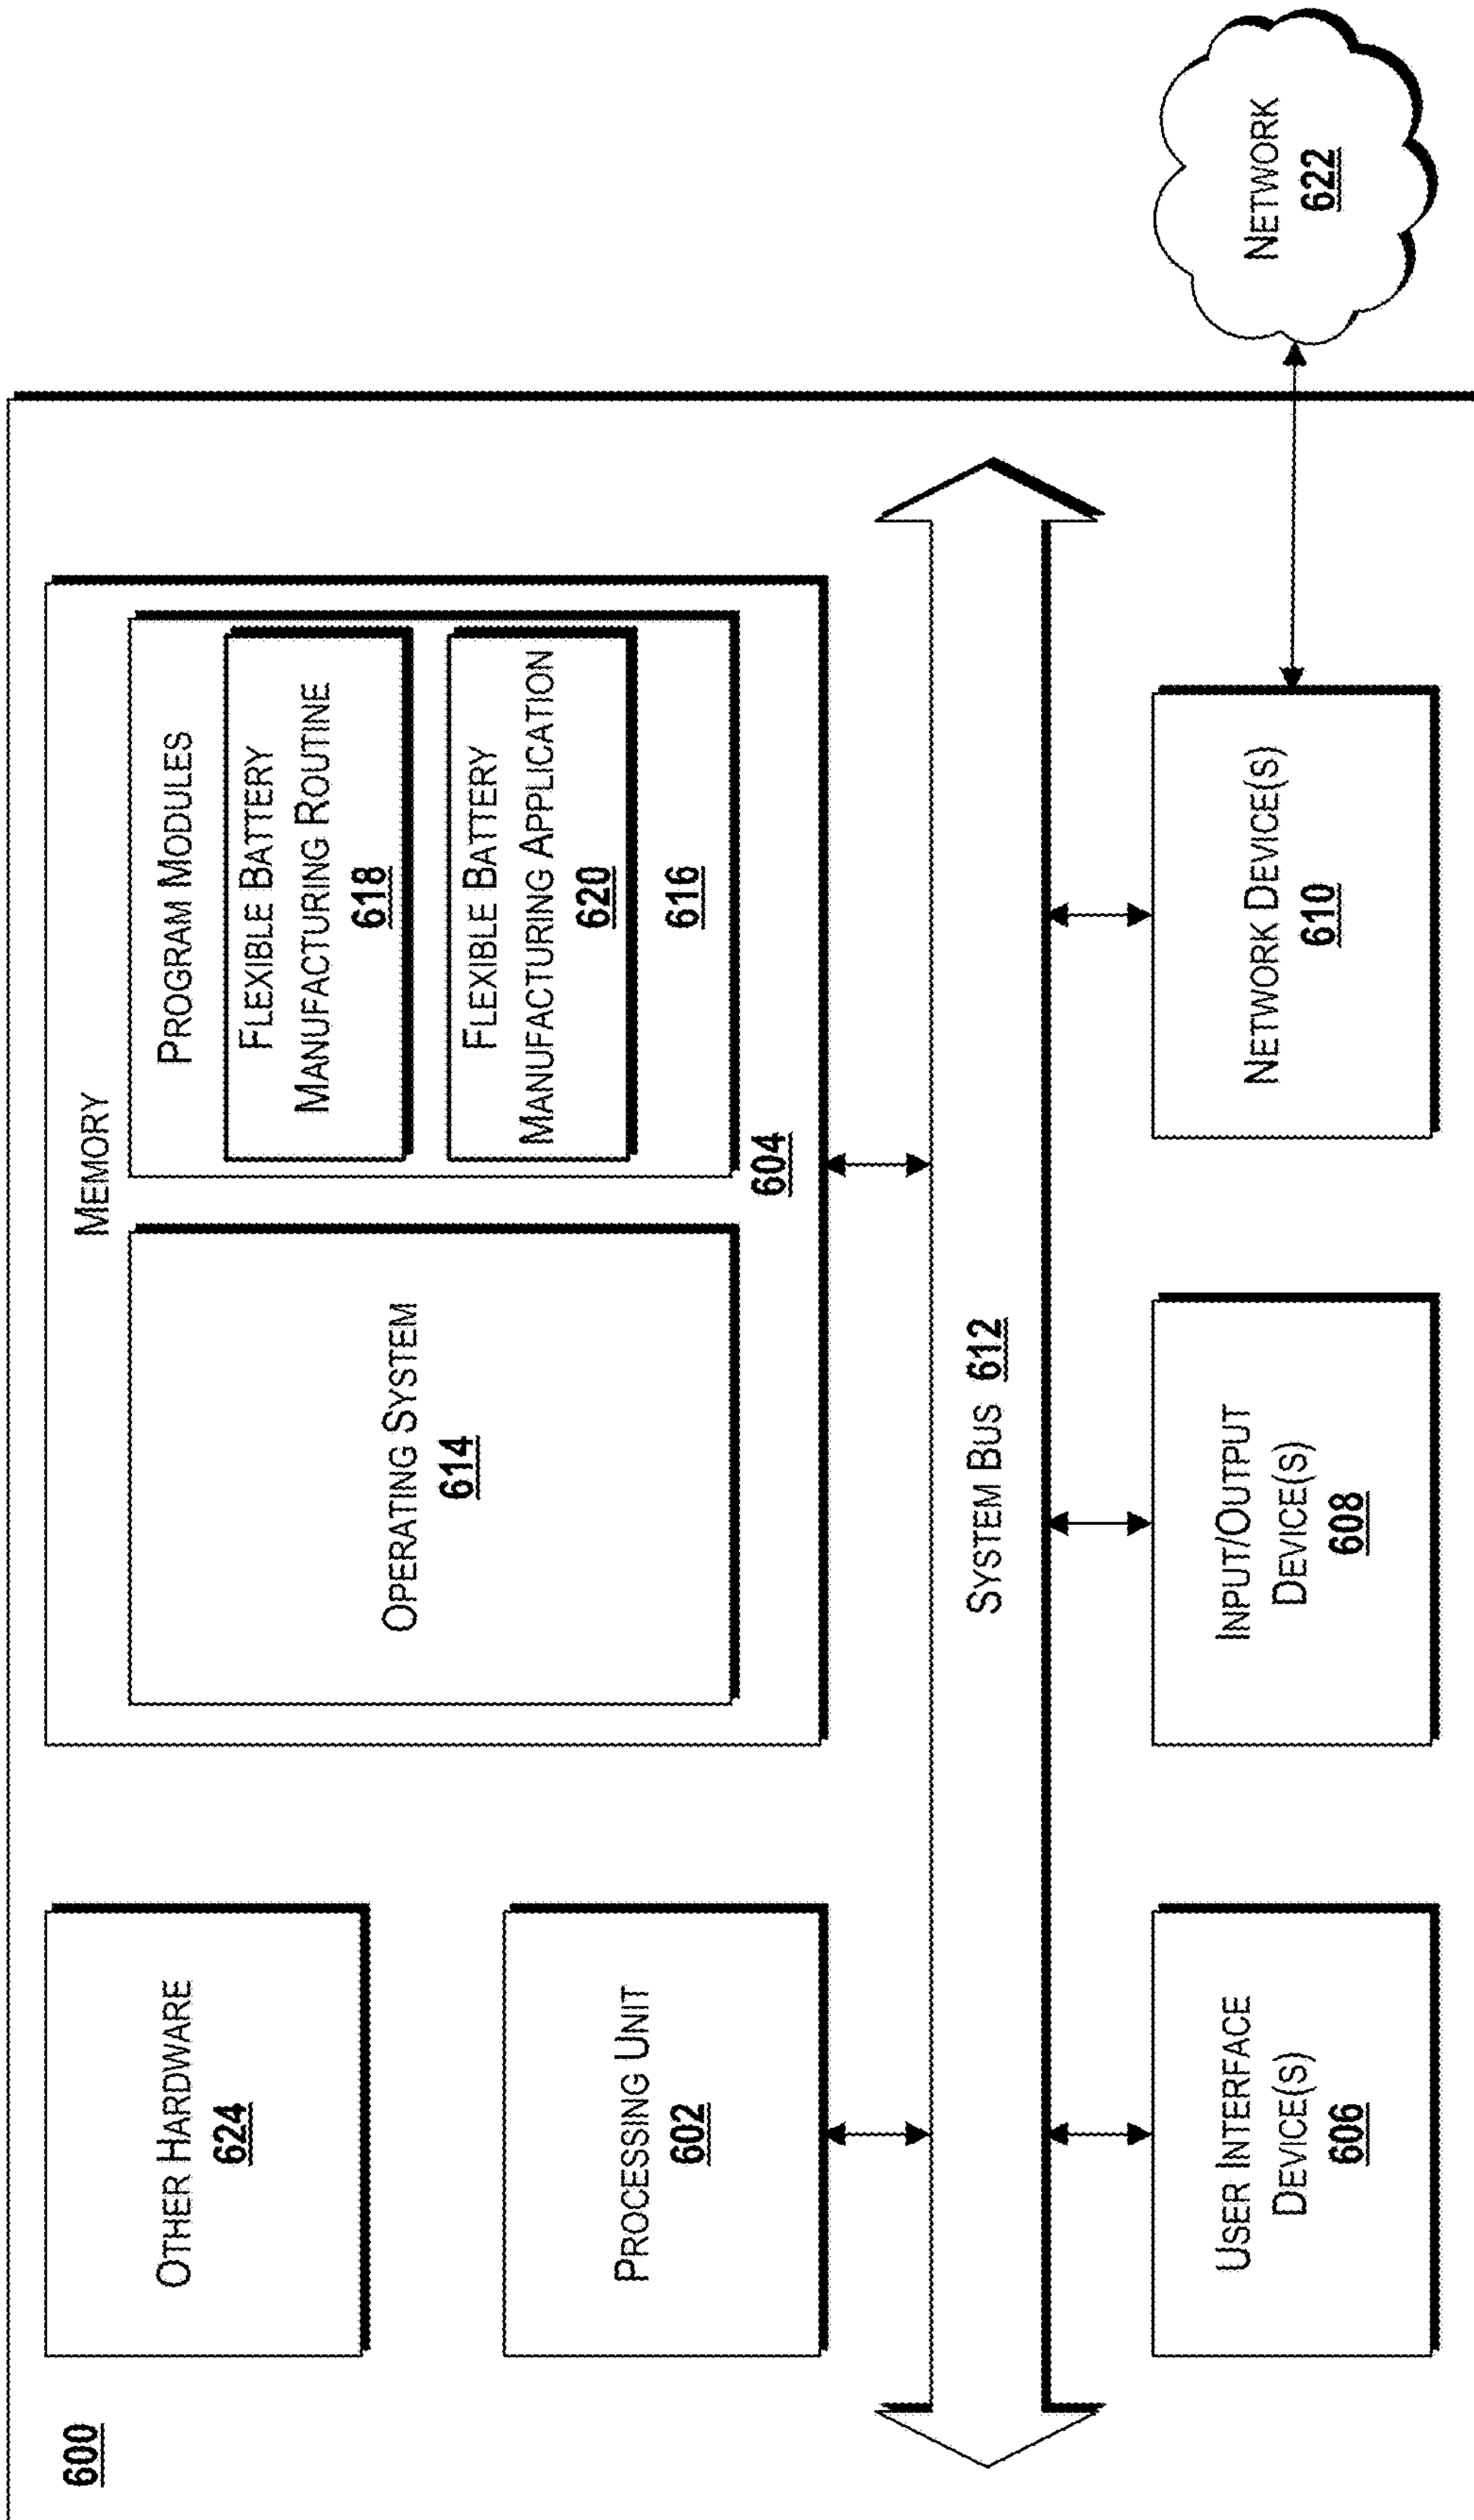 600
OTHER HARDWARE
624
PROCESSING UNIT
602
MEMORY
OPERATING SYSTEM
614
PROGRAM MODULES
FLEXIBLE BATTERY
MANUFACTURING ROUTINE
618
FLEXIBLE BATTERY
MANUFACTURING APPLICATION
620
616
604
SYSTEM BUS 612
USER INTERFACE
DEVICE(S)
606
INPUT/OUTPUT
DEVICE(S)
608
NETWORK DEVICE(S)
610
NETWORK
622